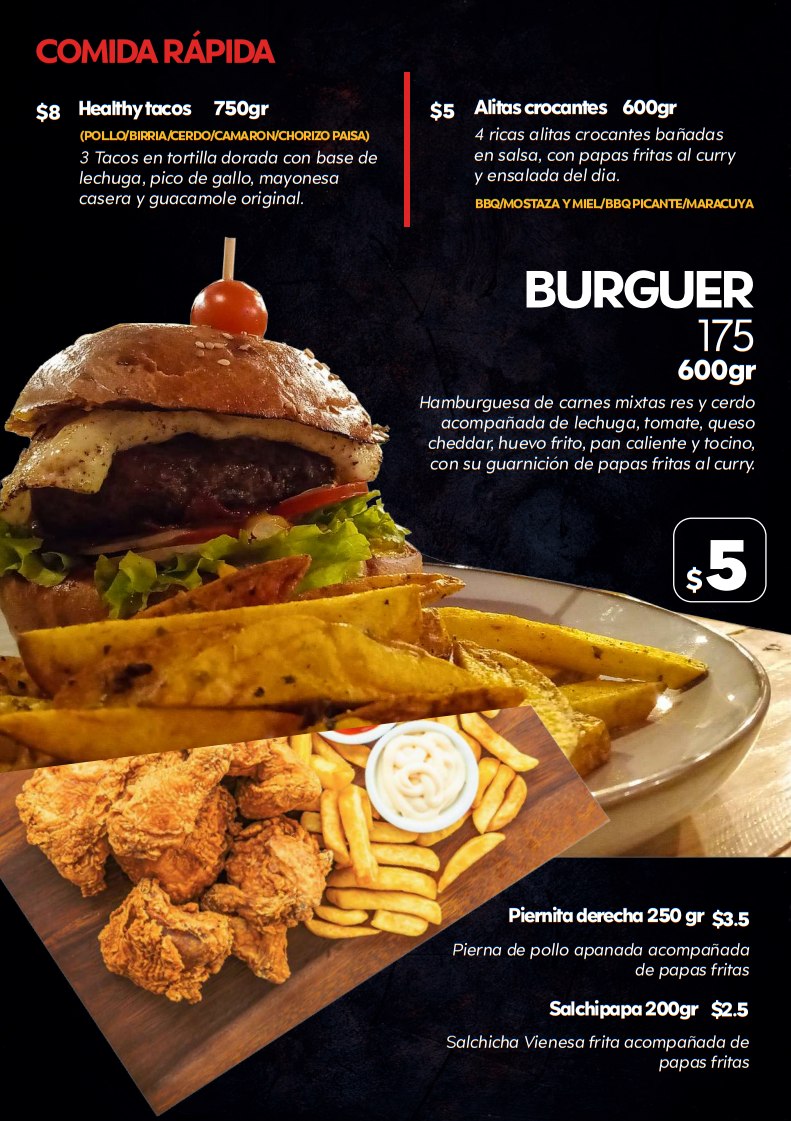 COMIDA RÁPIDA
$8 Healthy tacos 750gr
(POLLO/BIRRIA/CERDO/CAMARON/CHORIZO PAISA)
3 Tacos en tortilla dorada con base de
lechuga, pico de gallo, mayonesa
casera y guacamole original.
$5 Alitas crocantes 600gr
4 ricas alitas crocantes bañadas
en salsa, con papas fritas al curry
y ensalada del dia.
BBQ/MOSTAZA Y MIEL/BBQ PICANTE/MARACUYA
BURGUER
175
600gr
Hamburguesa de carnes mixtas res y cerdo
acompañada de lechuga, tomate, queso
cheddar, huevo frito, pan caliente y tocino,
con su guarnición de papas fritas al curry.
$5
Piernita derecha 250 gr $3.5
Pierna de pollo apanada acompañada
de papas fritas
Salchipapa 200gr $2.5
Salchicha Vienesa frita acompañada de
papas fritas